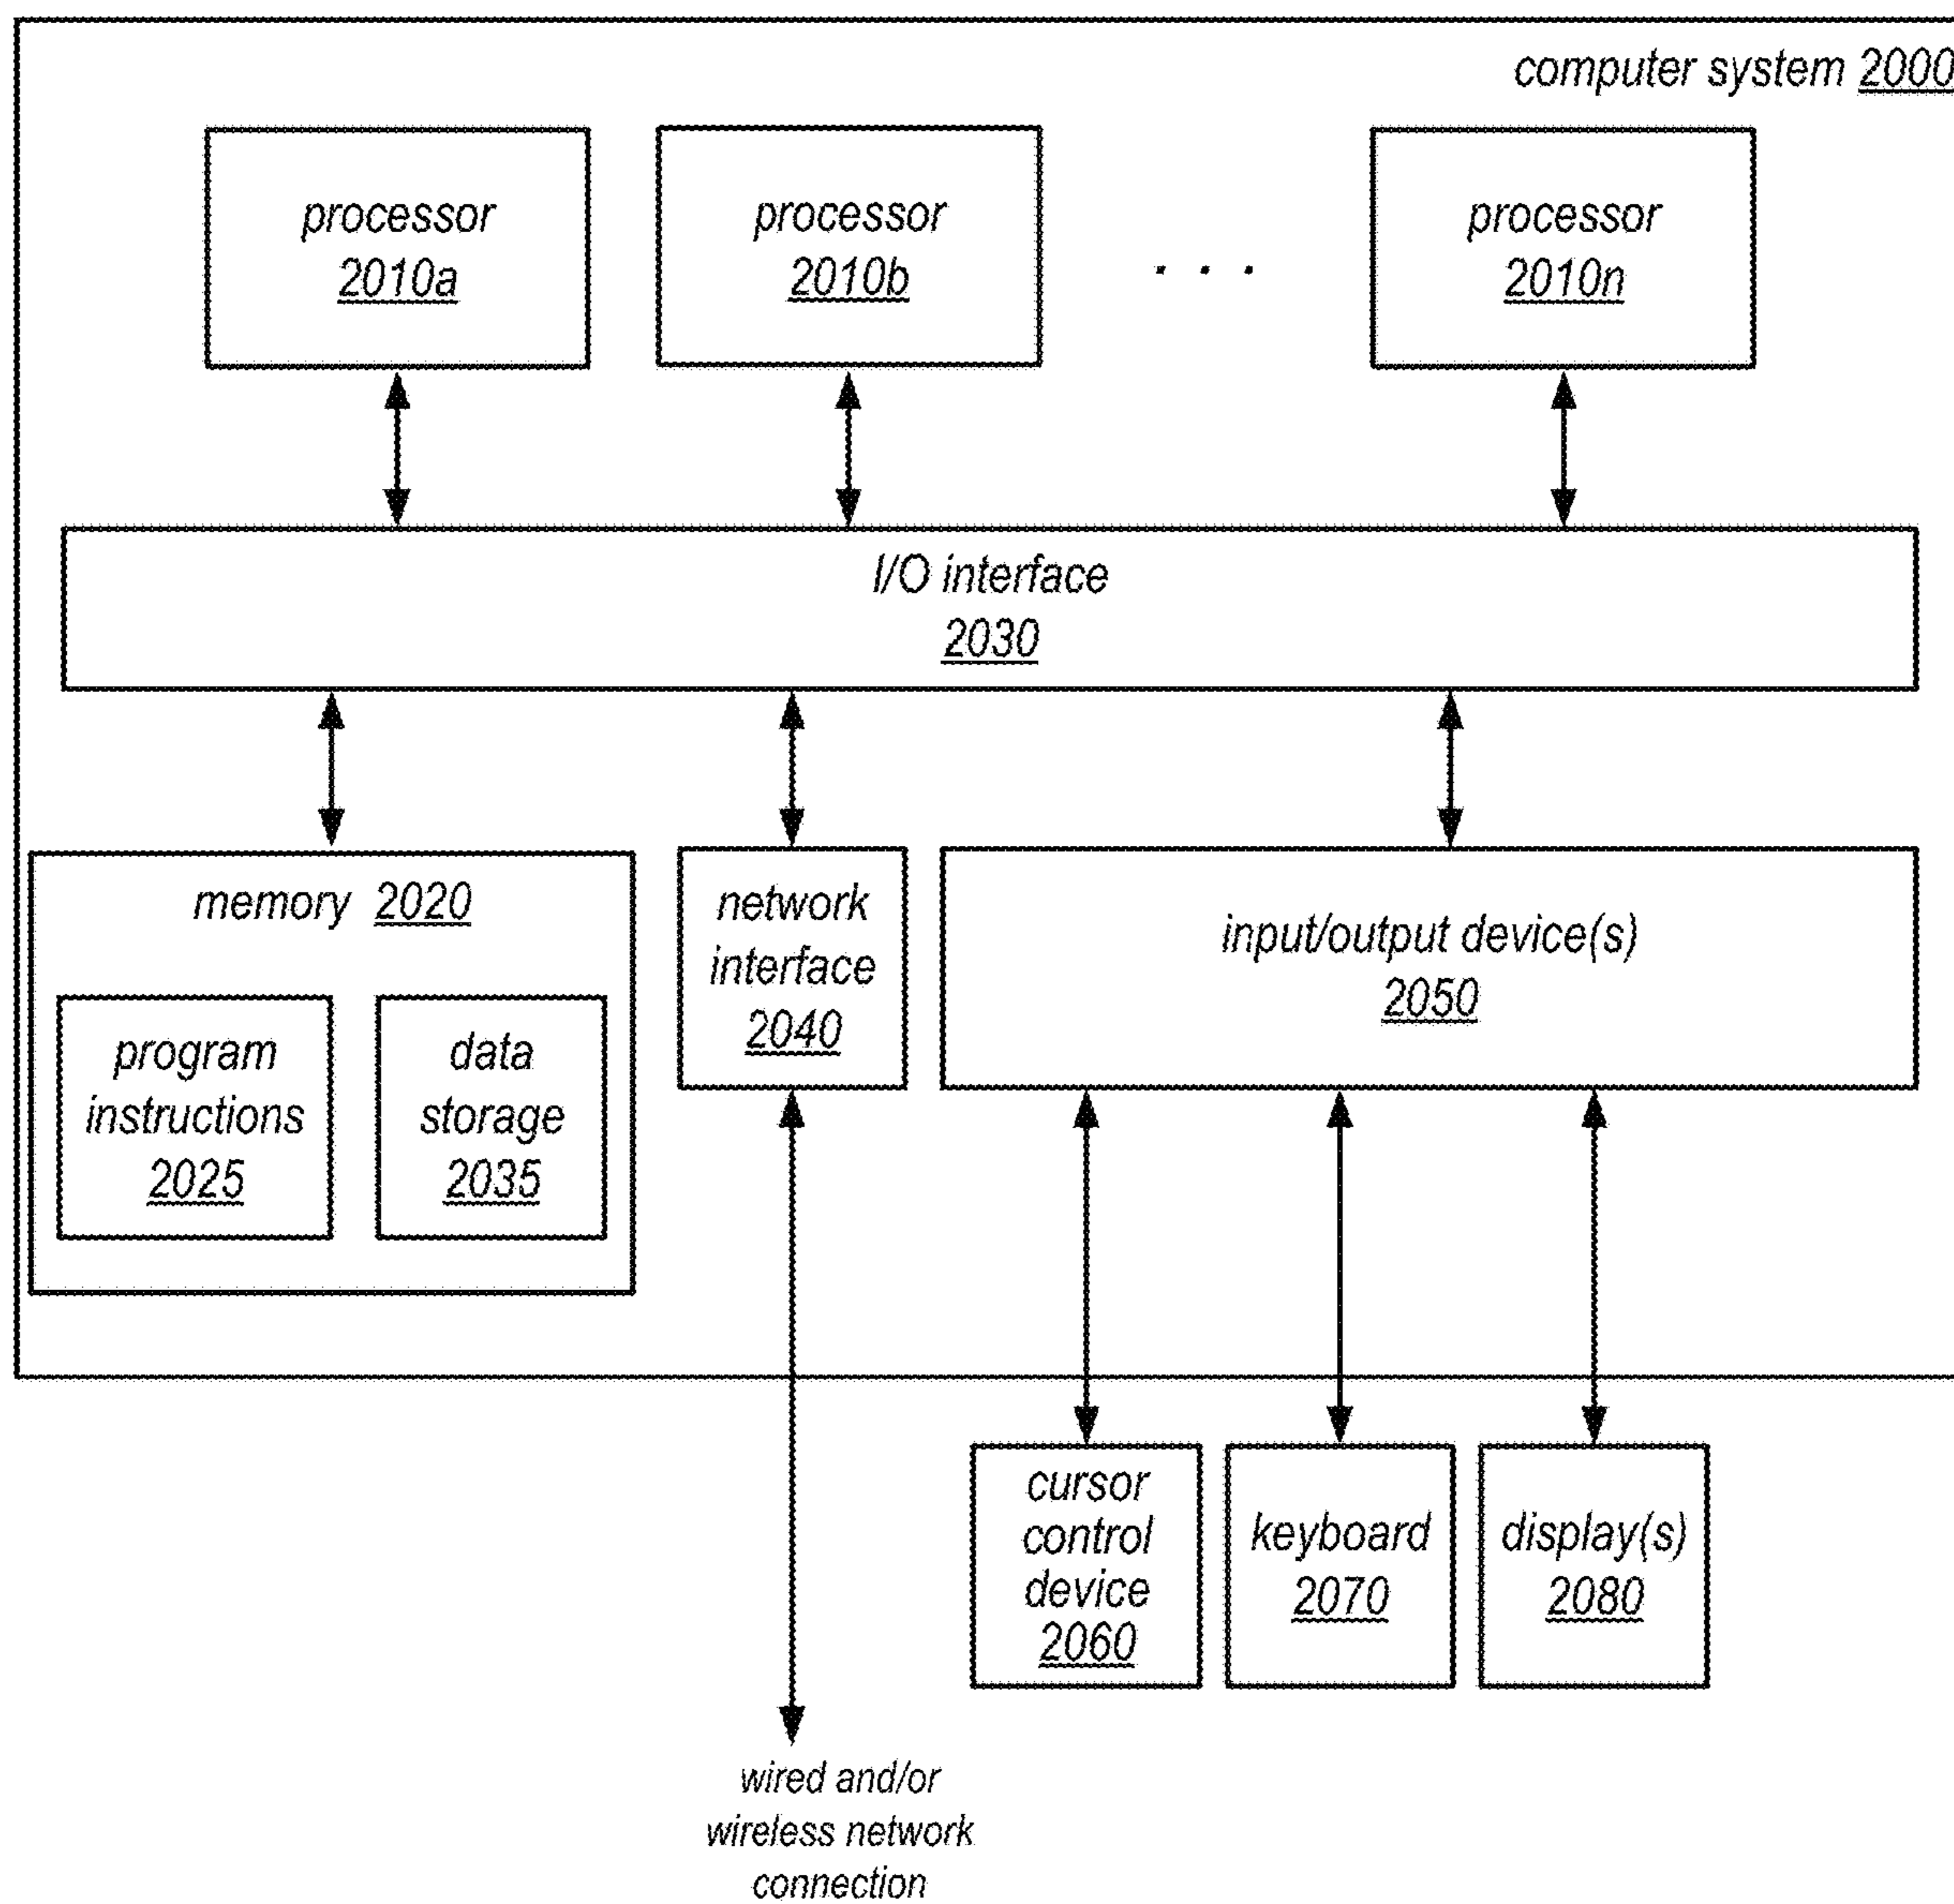 computer system 2000
processor
2010a
processor
2010b
. . .
processor
2010n
I/O interface
2030
memory 2020
program
instructions
2025
data
storage
2035
network
interface
2040
input/output device(s)
2050
cursor
control
device
2060
keyboard
2070
display(s)
2080
wired and/or
wireless network
connection